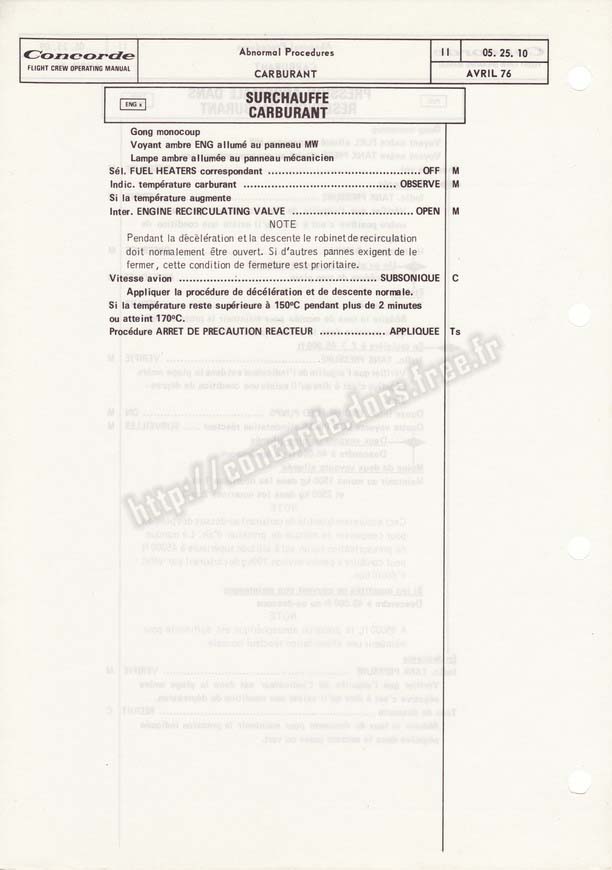 Concorde
FLIGHT CREW OPERATING MANUAL
Abnormal Procedures
CARBURANT
II
05. 25. 10
AVRIL 76
ENG x
SURCHAUFFE
CARBURANT
Gong monocoup
Voyant ambre ENG allumé au panneau MW
Lampe ambre allumée au panneau mécanicien
Sél. FUEL HEATERS correspondant .......................................... OFF M
Indic. température carburant .......................................... OBSERVE M
Si la température augmente
Inter. ENGINE RECIRCULATING VALVE .................................. OPEN M
NOTE
Pendant la décèlération et la descente le robinet de recirculation
doit normalement être ouvert. Si d'autres pannes exigent de le
fermer, cette condition de fermeture est prioritaire.
Vitesse avion ..................................................... SUBSONIQUE C
Appliquer la procédure de décélération et de descente normale.
Si la température reste supérieure à 150°C pendant plus de 2 minutes
ou atteint 170°C.
Procédure ARRET DE PRECAUTION REACTEUR .................. APPLIQUEE Ts
http://concorde.docs.free.fr